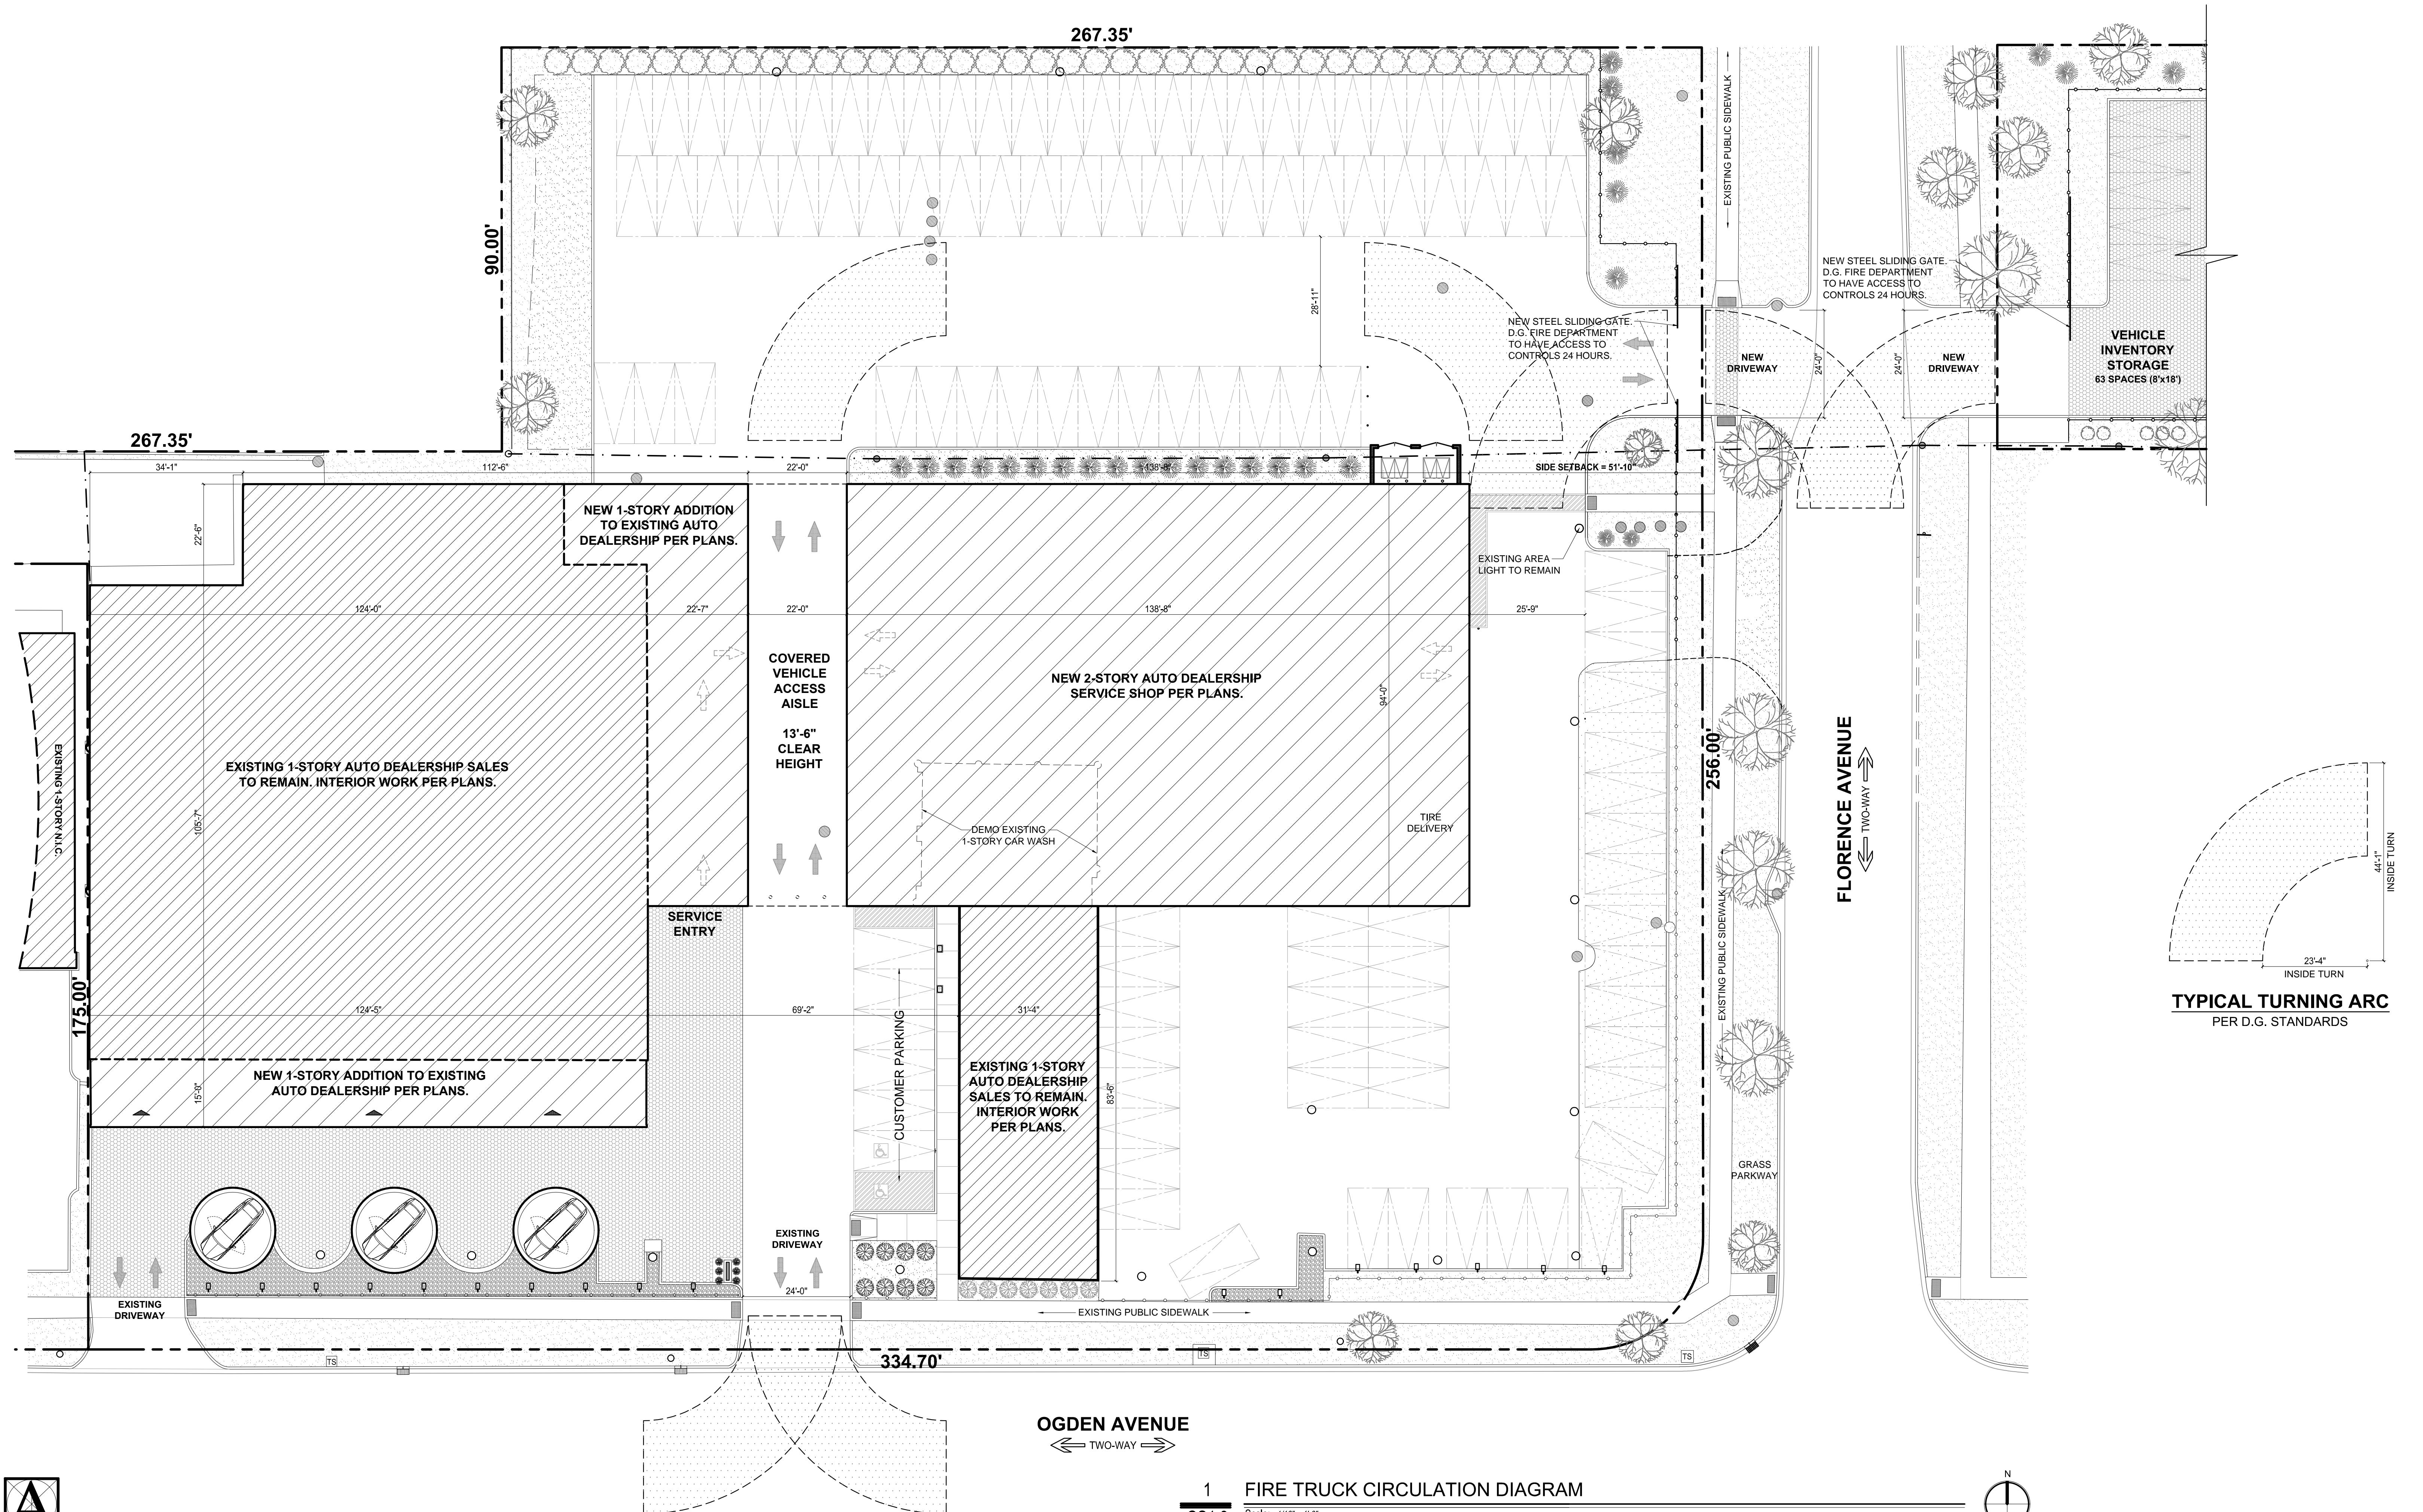 267.35'
90.00'
EXISTING PUBLIC SIDEWALK
28'-11"
NEW STEEL SLIDING GATE.
D.G. FIRE DEPARTMENT
TO HAVE ACCESS TO
CONTROLS 24 HOURS.
NEW STEEL SLIDING GATE.
D.G. FIRE DEPARTMENT
TO HAVE ACCESS TO
CONTROLS 24 HOURS.
NEW
DRIVEWAY
24'-0"
24'-0"
NEW
DRIVEWAY
VEHICLE
INVENTORY
STORAGE
63 SPACES (8'x18')
267.35'
34'-1"
112'-6"
22'-0"
138'-8"
SIDE SETBACK = 51'-10"
22'-6"
NEW 1-STORY ADDITION
TO EXISTING AUTO
DEALERSHIP PER PLANS.
EXISTING AREA
LIGHT TO REMAIN
124'-0"
22'-7"
22'-0"
138'-8"
25'-9"
COVERED
VEHICLE
ACCESS
AISLE
13'-6"
CLEAR
HEIGHT
NEW 2-STORY AUTO DEALERSHIP
SERVICE SHOP PER PLANS.
94'-0"
EXISTING 1-STORY N.I.C.
EXISTING 1-STORY AUTO DEALERSHIP SALES
TO REMAIN. INTERIOR WORK PER PLANS.
105'-7"
DEMO EXISTING
1-STORY CAR WASH
TIRE
DELIVERY
256.00'
FLORENCE AVENUE
TWO-WAY
EXISTING PUBLIC SIDEWALK
SERVICE
ENTRY
175.00'
124'-5"
69'-2"
31'-4"
CUSTOMER PARKING
EXISTING 1-STORY
AUTO DEALERSHIP
SALES TO REMAIN.
INTERIOR WORK
PER PLANS.
83'-6"
NEW 1-STORY ADDITION TO EXISTING
AUTO DEALERSHIP PER PLANS.
15'-0"
44'-1"
INSIDE TURN
23'-4"
INSIDE TURN
TYPICAL TURNING ARC
PER D.G. STANDARDS
GRASS
PARKWAY
EXISTING
DRIVEWAY
EXISTING
DRIVEWAY
24'-0"
EXISTING PUBLIC SIDEWALK
TS
TS
TS
334.70'
OGDEN AVENUE
TWO-WAY
1
FIRE TRUCK CIRCULATION DIAGRAM
N
A